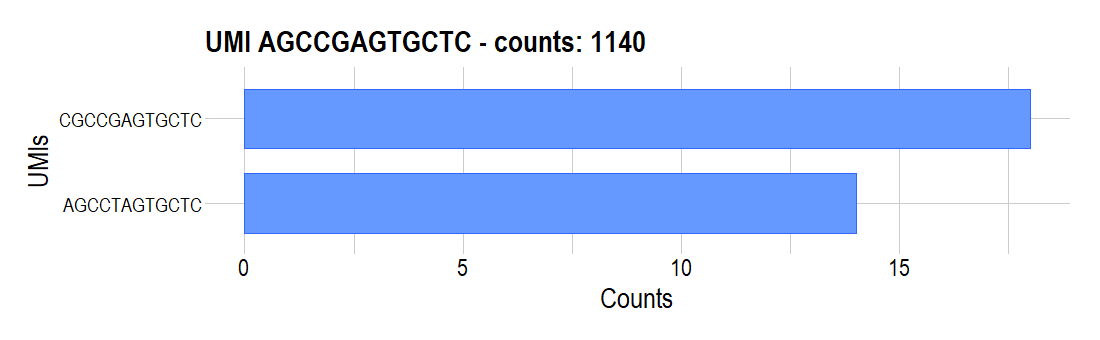 UMI AGCCGAGTGCTC - counts: 1140
UMIs
CGCCGAGTGCTC
AGCCTAGTGCTC
0 5 10 15
Counts